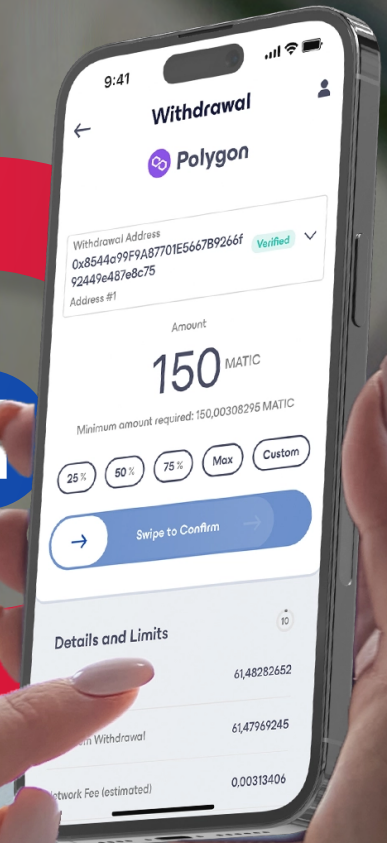 9:41
Withdrawal
Polygon
Withdrawal Address
0x8544a99F9A87701E5667B9266f
92449e487e8c75
Verified
Address #1
Amount
150 MATIC
Minimum amount required: 150,00308295 MATIC
25 %
50 %
75 %
Max
Custom
Swipe to Confirm
Details and Limits
10
61,48282652
Withdrawal
61,47969245
Network Fee (estimated)
0,00313406